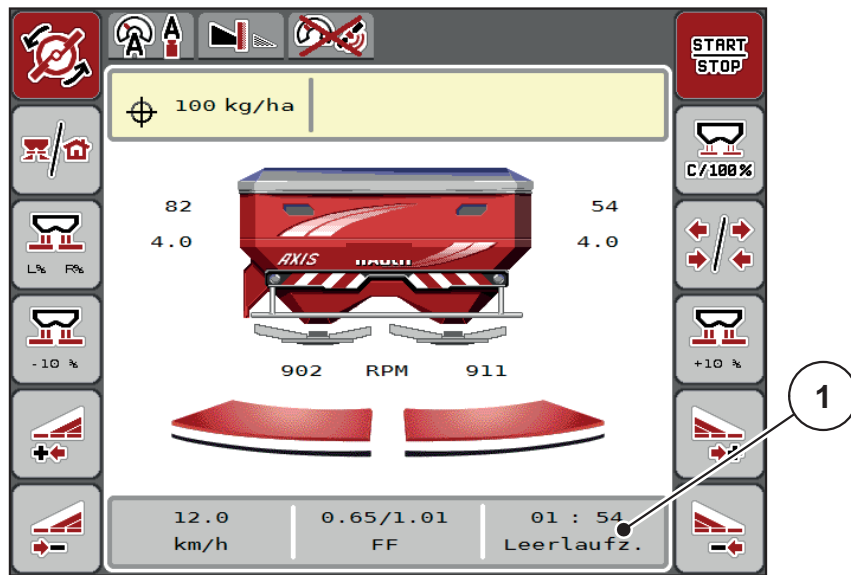 A A
START
STOP
100 kg/ha
C/100%
82
54
4.0
4.0
AXIS RAUCH
L% R%
-10 %
+10 %
902 RPM 911
1
12.0
0.65/1.01
01 : 54
km/h
FF
Leerlaufz.